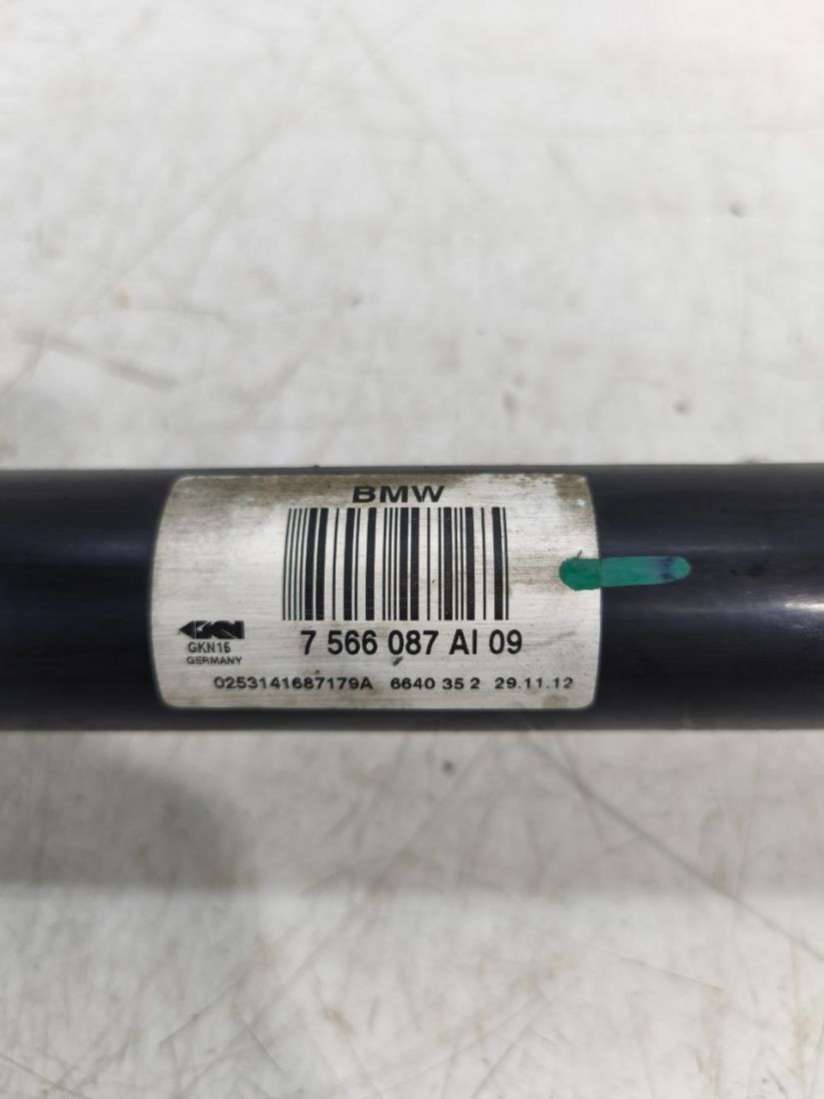 BMW
7 566 087 AI 09
GKN
GKN16
GERMANY
0253141687179A 6640 35 2 29.11.12